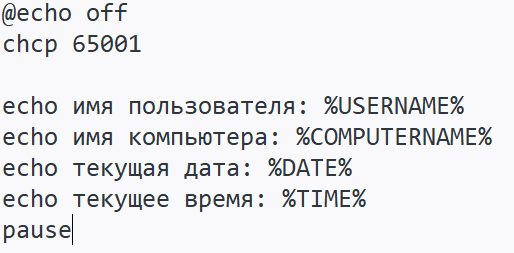 @echo off
chcp 65001
echo имя пользователя: %USERNAME%
echo имя компьютера: %COMPUTERNAME%
echo текущая дата: %DATE%
echo текущее время: %TIME%
pause